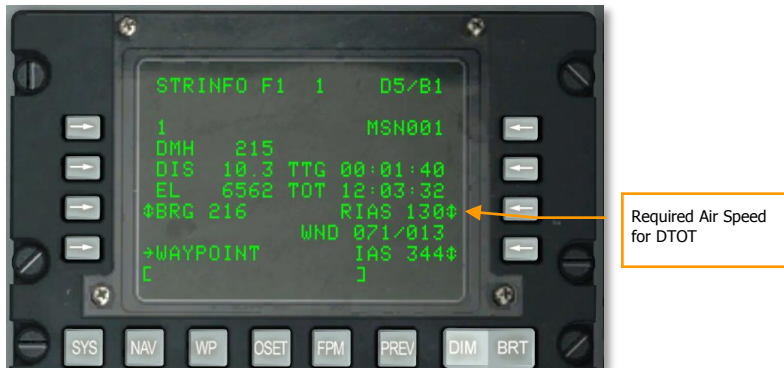 STRINFO F1 1 D5/B1
1 MSN001
DMH 215
DIS 10.3 TTG 00:01:40
EL 6562 TOT 12:03:32
BRG 216 RIAS 130
WND 071/013
→WAYPOINT IAS 344
[ ]
Required Air Speed
for DTOT
SYS NAV WP OSET FPM PREV DIM BRT